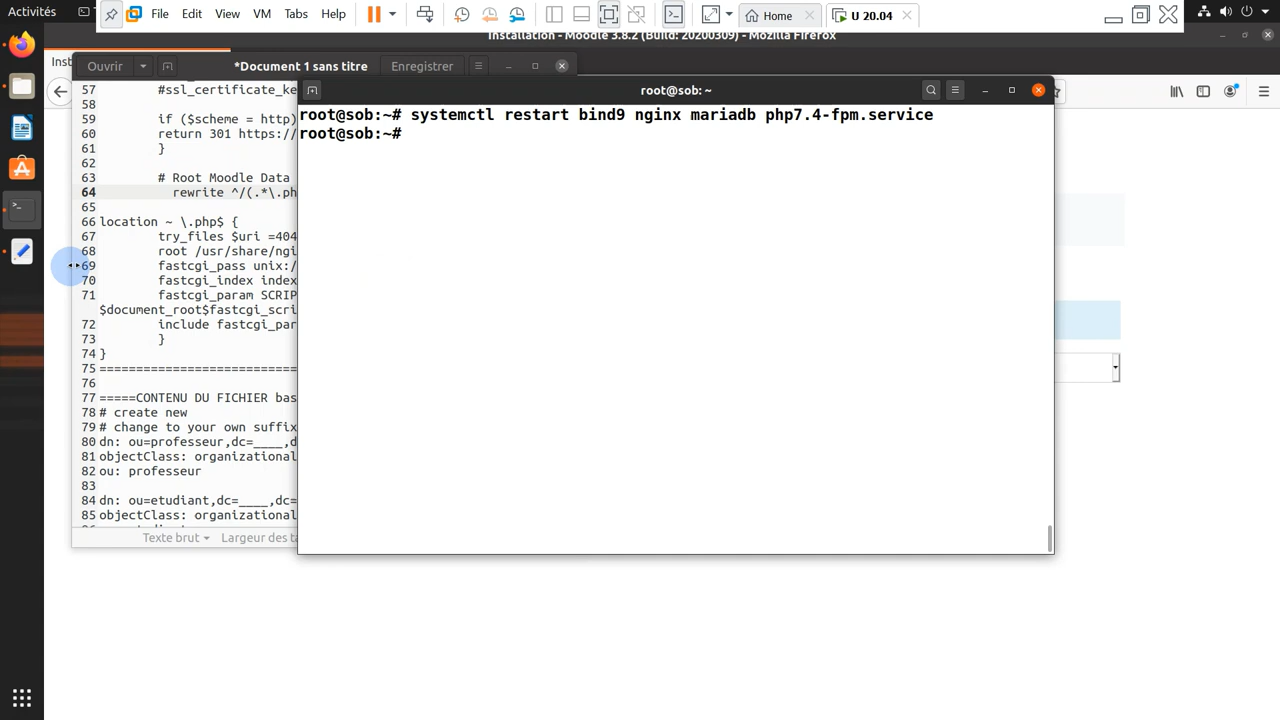 Activités
File Edit View VM Tabs Help
Home
U 20.04
Installation - Moodle 3.8.2 (Build: 20200309) - Mozilla Firefox
Inst
Ouvrir
*Document 1 sans titre
Enregistrer
57 #ssl_certificate_ke
58
59 if ($scheme = http)
60 return 301 https:/
61 }
62
63 # Root Moodle Data
64 rewrite ^/(.*\.ph
65
66 location ~ \.php$ {
67 try_files $uri =404
68 root /usr/share/ngi
69 fastcgi_pass unix:/
70 fastcgi_index index
71 fastcgi_param SCRIP
$document_root$fastcgi_scri
72 include fastcgi_par
73 }
74 }
75 ===========================
76
77 =====CONTENU DU FICHIER bas
78 # create new
79 # change to your own suffix
80 dn: ou=professeur,dc=____,d
81 objectClass: organizational
82 ou: professeur
83
84 dn: ou=etudiant,dc=____,dc=
85 objectClass: organizational
Texte brut
Largeur des ta
root@sob: ~
root@sob:~# systemctl restart bind9 nginx mariadb php7.4-fpm.service
root@sob:~#